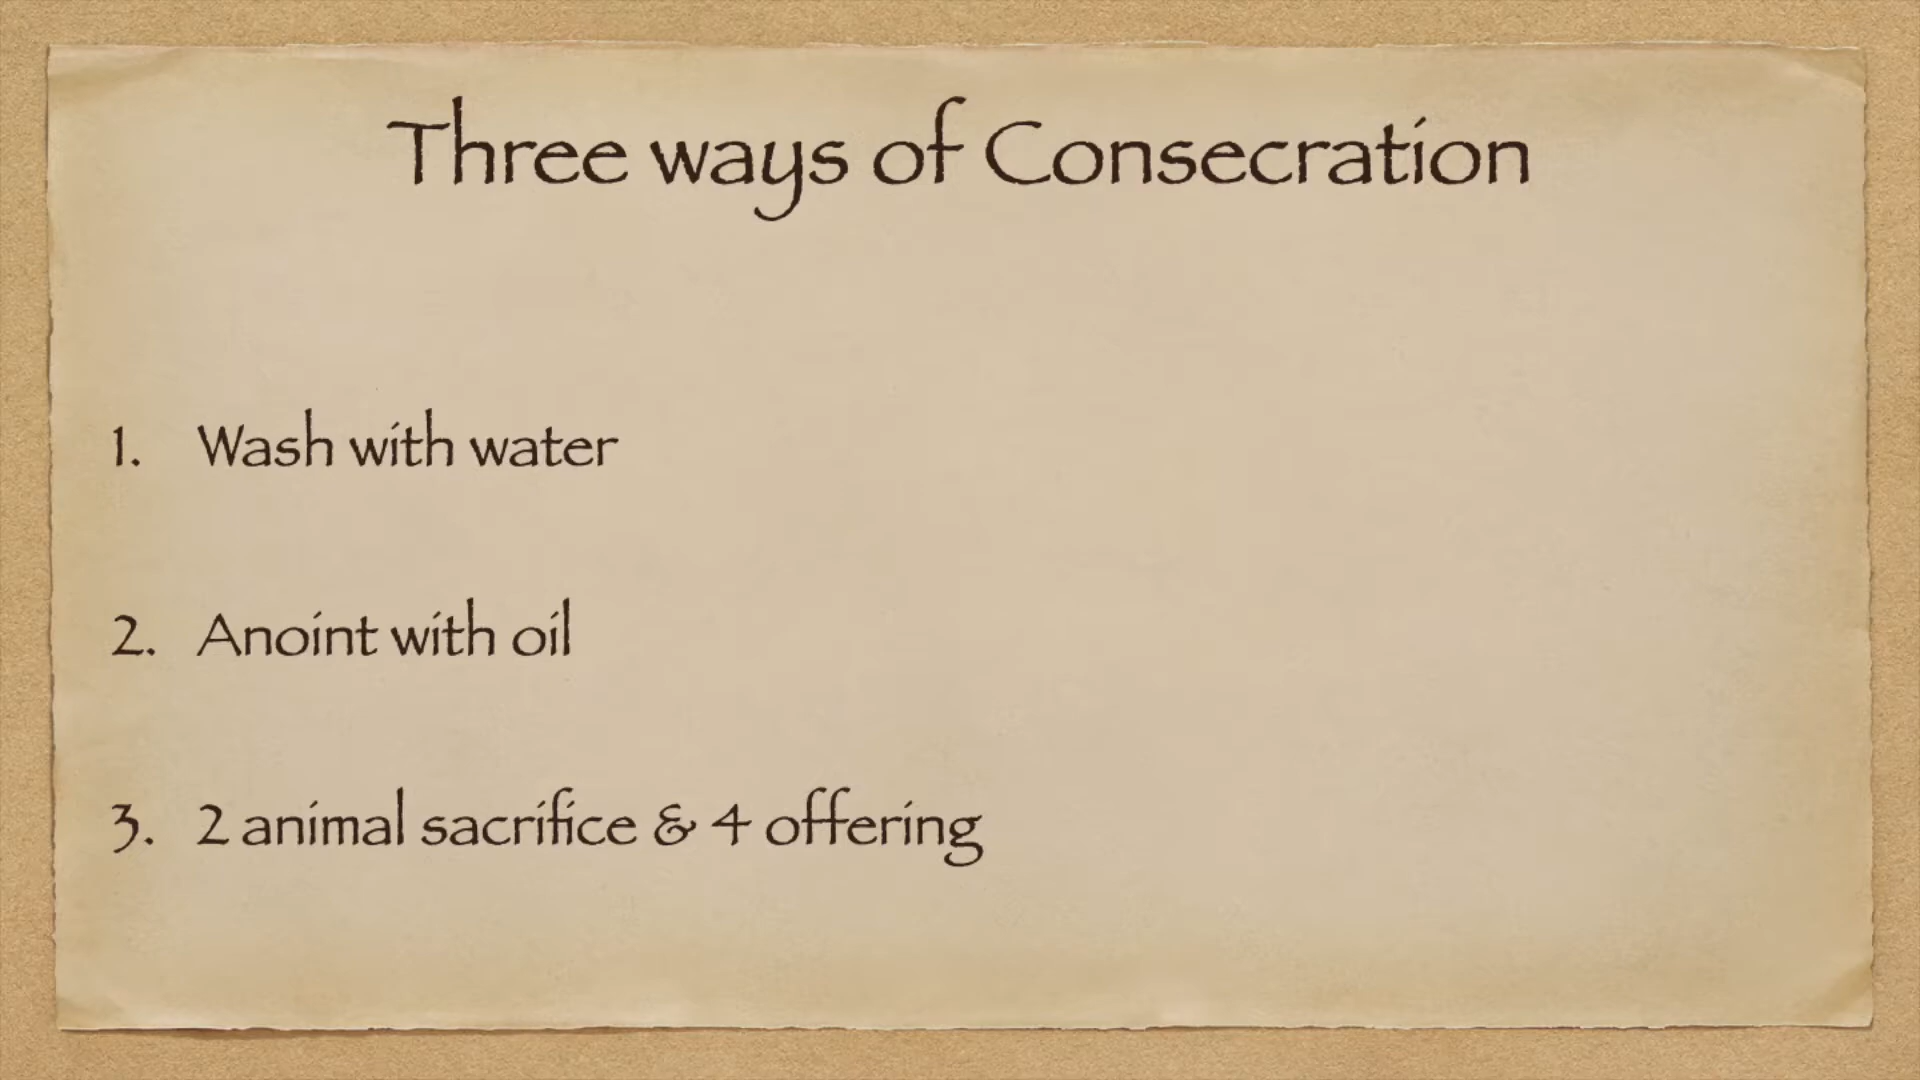 Three ways of Consecration
1. Wash with water
2. Anoint with oil
3. 2 animal sacrifice & 4 offering